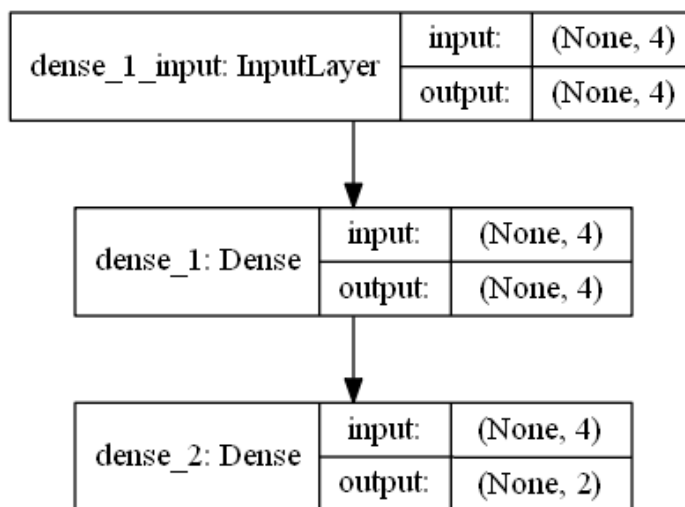 dense_1_input: InputLayer
input: (None, 4)
output: (None, 4)
dense_1: Dense
input: (None, 4)
output: (None, 4)
dense_2: Dense
input: (None, 4)
output: (None, 2)